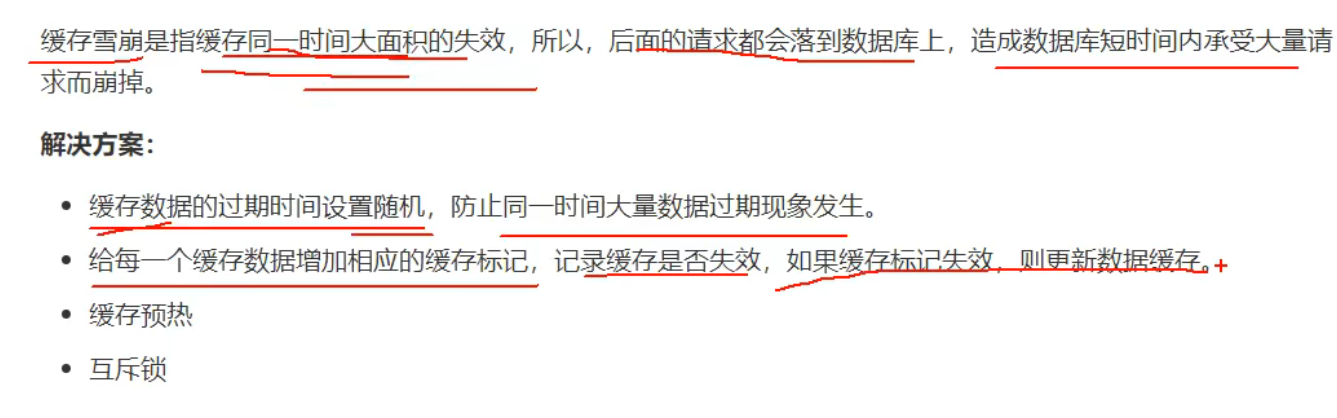 缓存雪崩是指缓存同一时间大面积的失效，所以，后面的请求都会落到数据库上，造成数据库短时间内承受大量请
求而崩掉。
解决方案：
• 缓存数据的过期时间设置随机，防止同一时间大量数据过期现象发生。
• 给每一个缓存数据增加相应的缓存标记，记录缓存是否失效，如果缓存标记失效，则更新数据缓存。
• 缓存预热
• 互斥锁